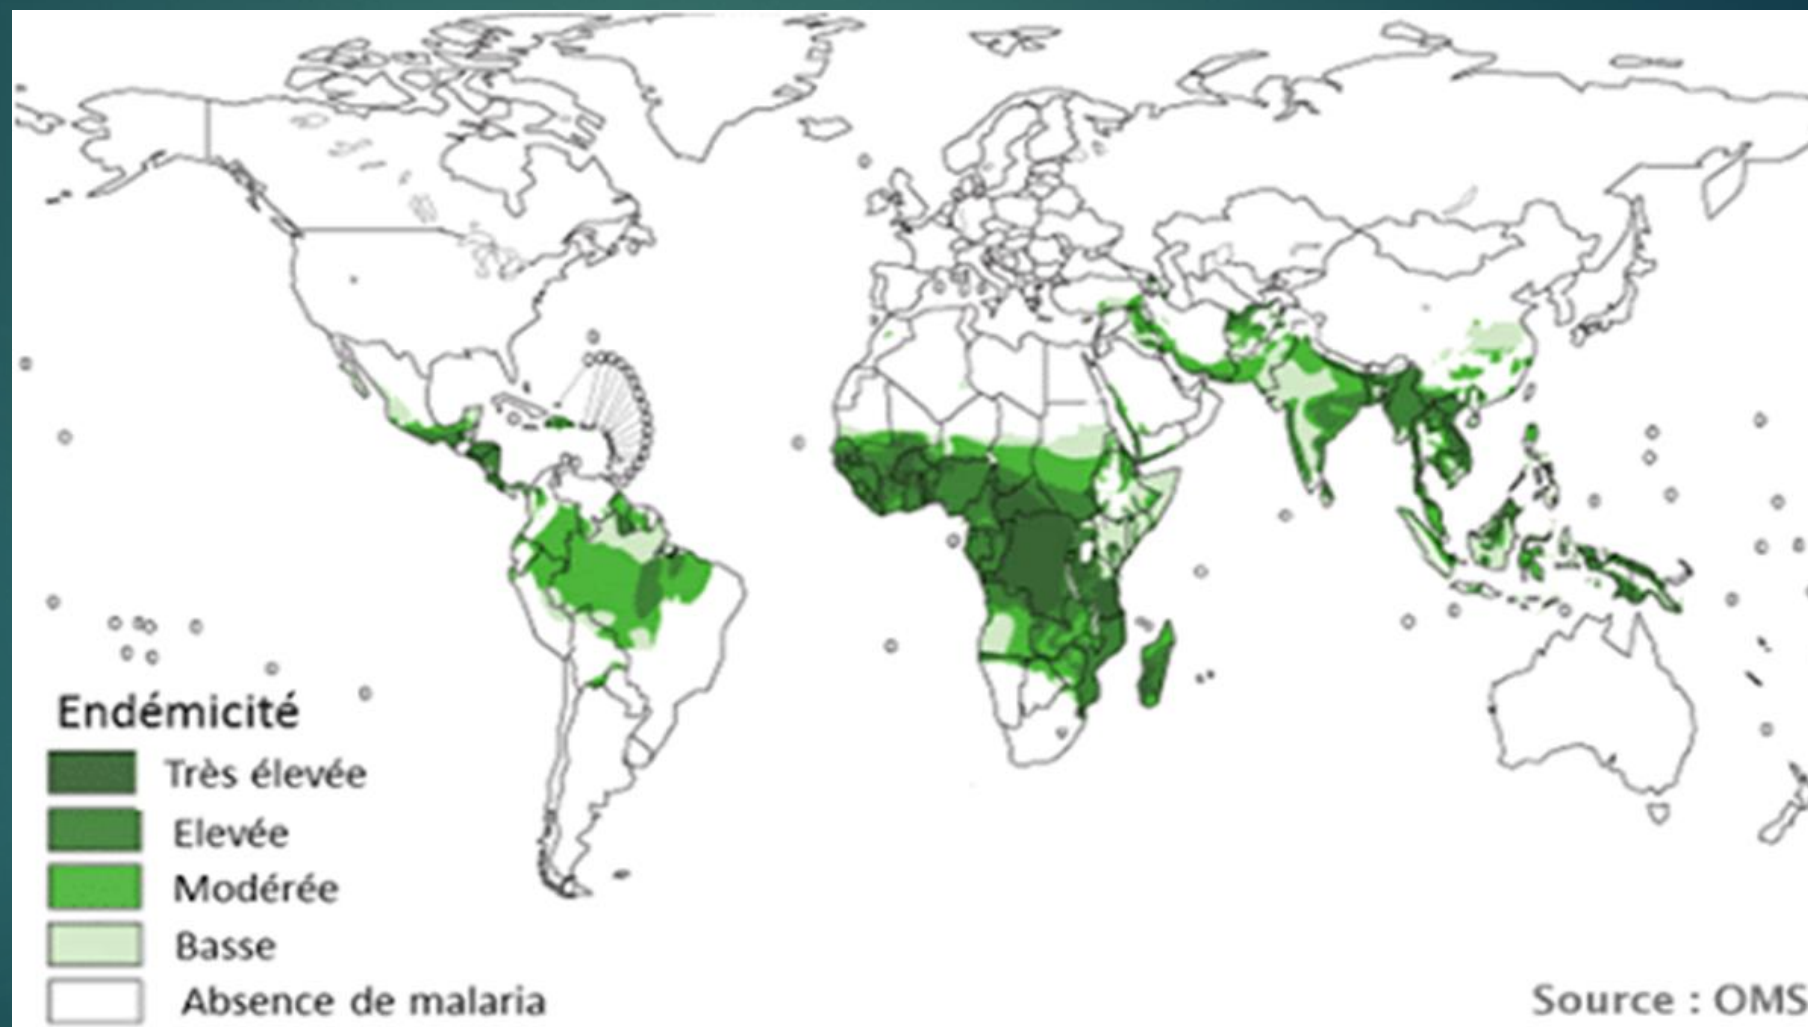 Endémicité
Très élevée
Elevée
Modérée
Basse
Absence de malaria
Source : OMS